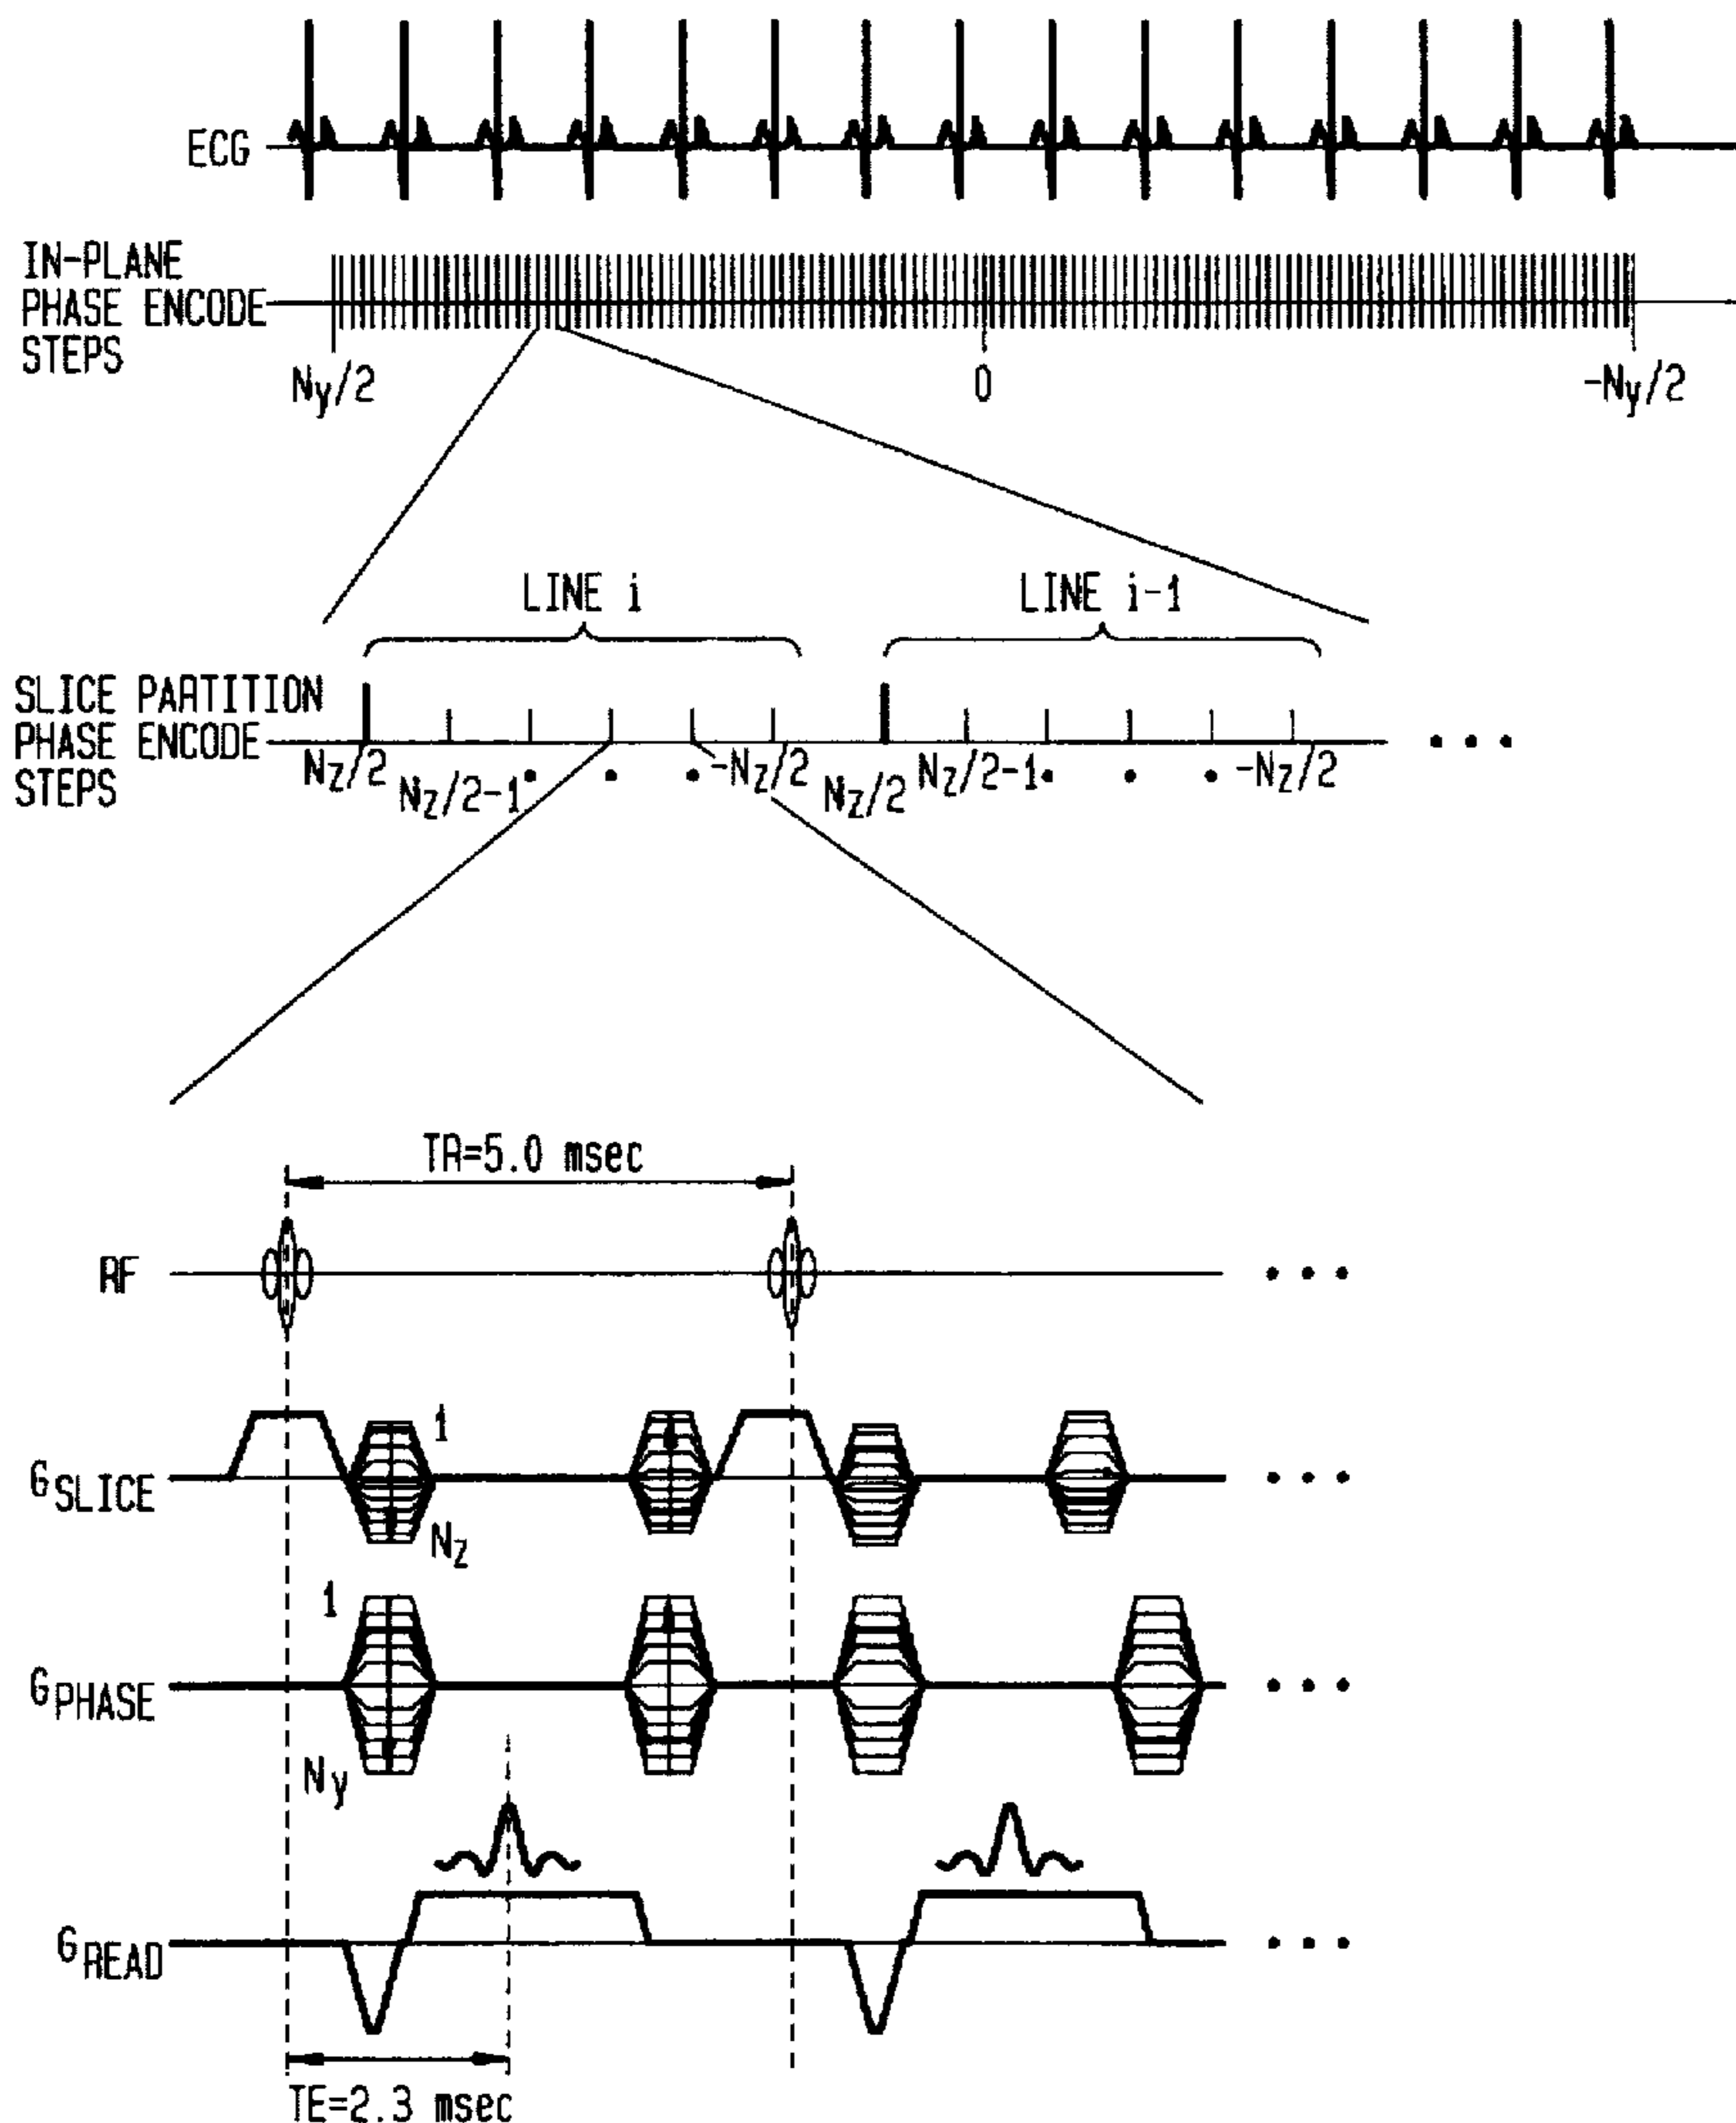 ECG
IN-PLANE
PHASE ENCODE
STEPS
Ny/2
0
-Ny/2
LINE i
LINE i-1
SLICE PARTITION
PHASE ENCODE
STEPS
Nz/2
Nz/2-1
-Nz/2
Nz/2
Nz/2-1
-Nz/2
TR=5.0 msec
RF
1
GSLICE
Nz
1
GPHASE
Ny
GREAD
TE=2.3 msec